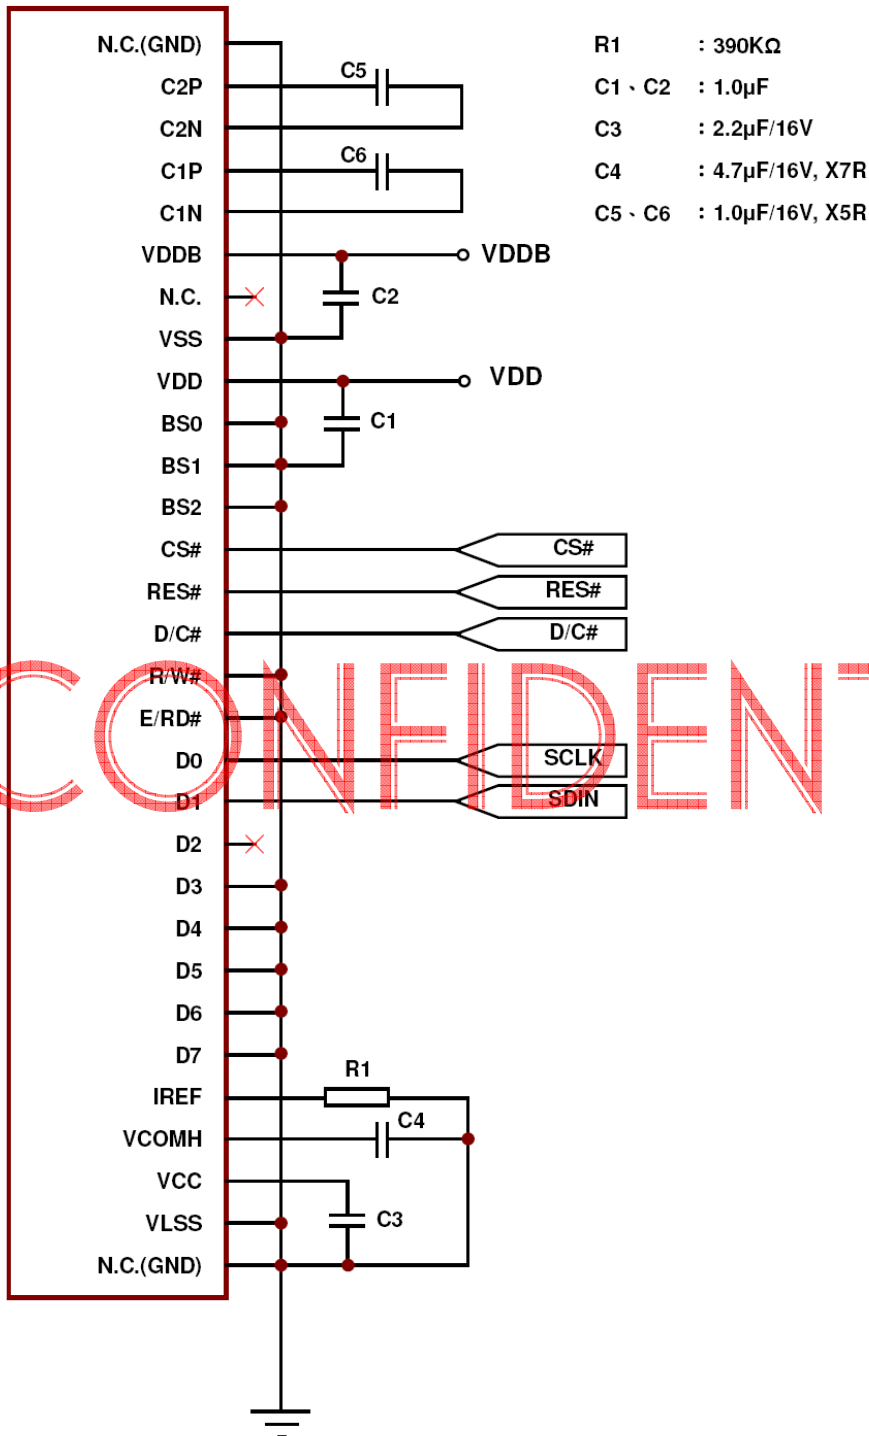 N.C.(GND)
C2P
C2N
C1P
C1N
VDDB
N.C.
VSS
VDD
BS0
BS1
BS2
CS#
RES#
D/C#
R/W#
E/RD#
D0
D1
D2
D3
D4
D5
D6
D7
IREF
VCOMH
VCC
VLSS
N.C.(GND)
C5
C6
VDDB
C2
VDD
C1
CS#
RES#
D/C#
SCLK
SDIN
R1
C4
C3
R1 : 390KΩ
C1、C2 : 1.0µF
C3 : 2.2µF/16V
C4 : 4.7µF/16V, X7R
C5、C6 : 1.0µF/16V, X5R
CONFIDENT